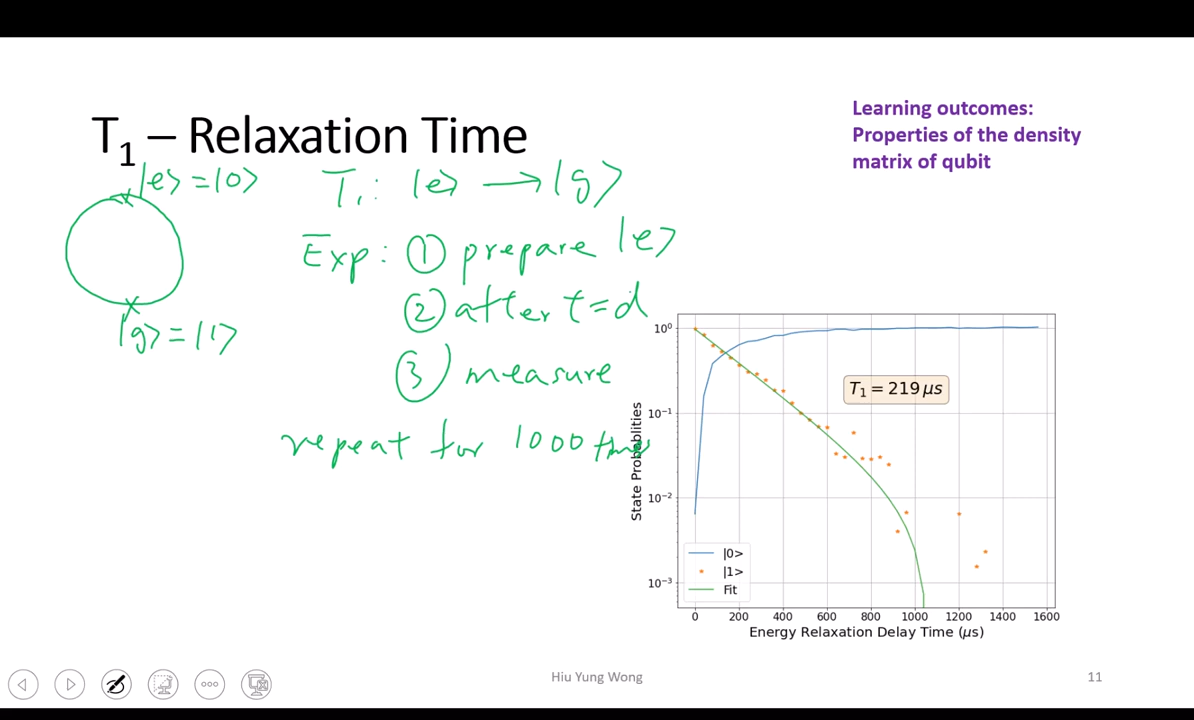 T1 – Relaxation Time
Learning outcomes:
Properties of the density
matrix of qubit
|e> = |0>
|g> = |1>
T1: |e> → |g>
Exp: ① prepare |e>
② after t = d
③ measure
repeat for 1000 times
State Probabilities
10⁰
10⁻¹
10⁻²
10⁻³
T1 = 219 μs
|0>
|1>
Fit
0 200 400 600 800 1000 1200 1400 1600
Energy Relaxation Delay Time (μs)
Hiu Yung Wong
11